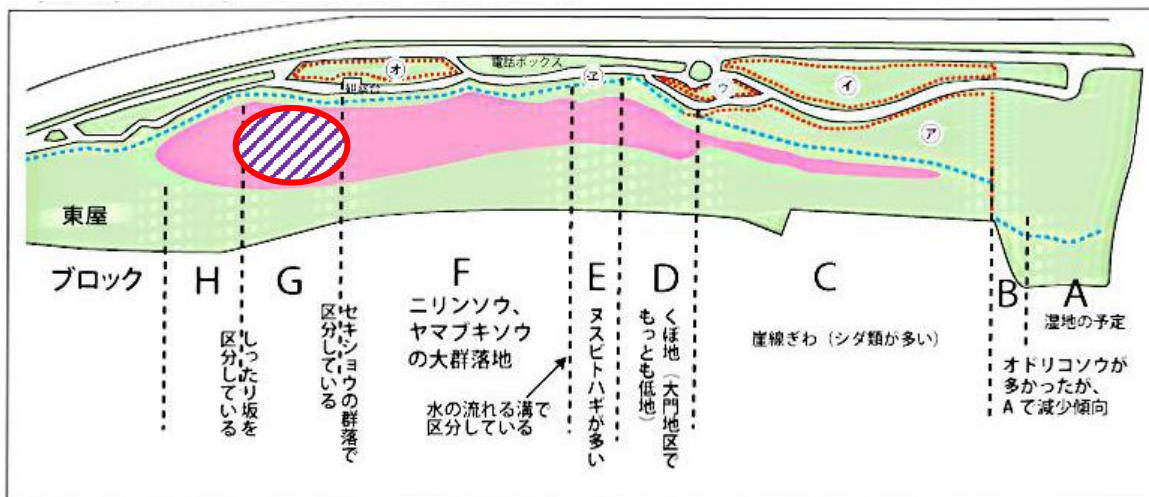 オ
電話ボックス
ヱ
ウ
イ
ア
東屋
ブロック
H
G
F
E
D
C
B
A
ニリンソウ、
ヤマブキソウ
の大群落地
湿地の予定
崖線ぎわ（シダ類が多い）
オドリコソウが
多かったが、
Aで減少傾向
しったり坂を
区分している
セキショウの群落で
区分している
水の流れる溝で
区分している
ヌスビトハギが多い
くぼ地（大門地区で
もっとも低地）